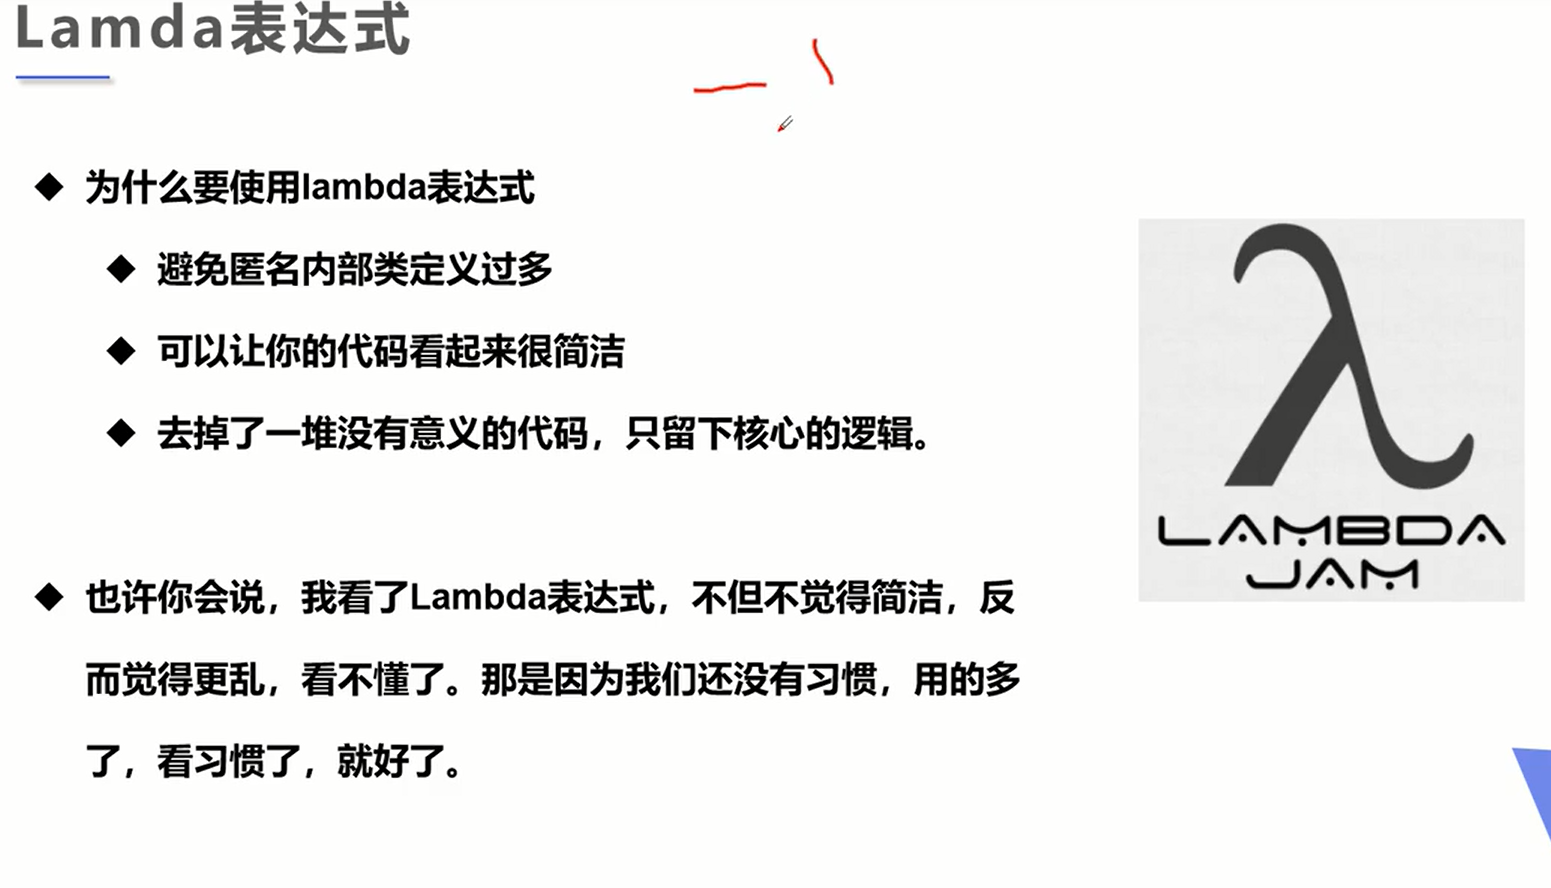 Lamda表达式
为什么要使用lambda表达式
避免匿名内部类定义过多
可以让你的代码看起来很简洁
去掉了一堆没有意义的代码，只留下核心的逻辑。
也许你会说，我看了Lambda表达式，不但不觉得简洁，反
而觉得更乱，看不懂了。那是因为我们还没有习惯，用的多
了，看习惯了，就好了。
λ
LAMBDA
JAM